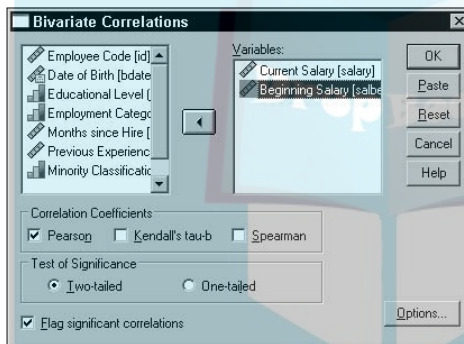 Bivariate Correlations
Employee Code [id]
Date of Birth [bdate
Educational Level (
Employment Catego
Months since Hire [
Previous Experienc
Minority Classificatic
Variables:
Current Salary [salary]
Beginning Salary [salbe
OK
Paste
Reset
Cancel
Help
Correlation Coefficients
Pearson
Kendall's tau-b
Spearman
Test of Significance
Two-tailed
One-tailed
Flag significant correlations
Options...